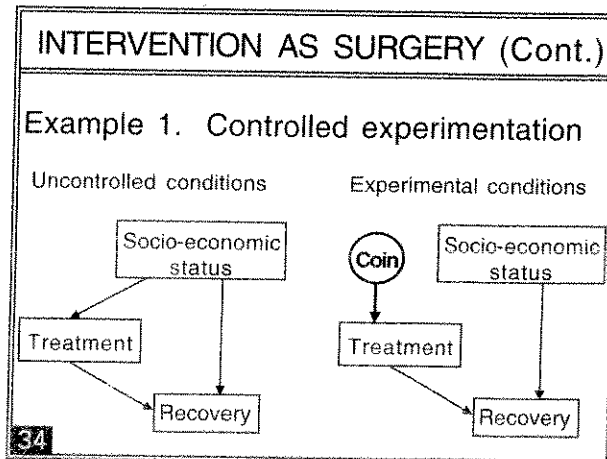 INTERVENTION AS SURGERY (Cont.)
Example 1. Controlled experimentation
Uncontrolled conditions
Socio-economic
status
Treatment
Recovery
Experimental conditions
Coin
Socio-economic
status
Treatment
Recovery
34